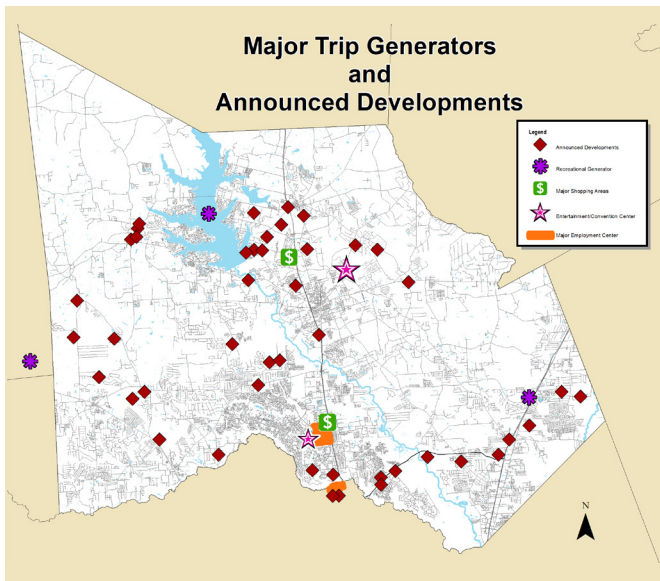 Major Trip Generators
and
Announced Developments
Legend
Announced Developments
Recreational Generator
$ Major Shopping Areas
Entertainment/Convention Center
Major Employment Center
$
$
N